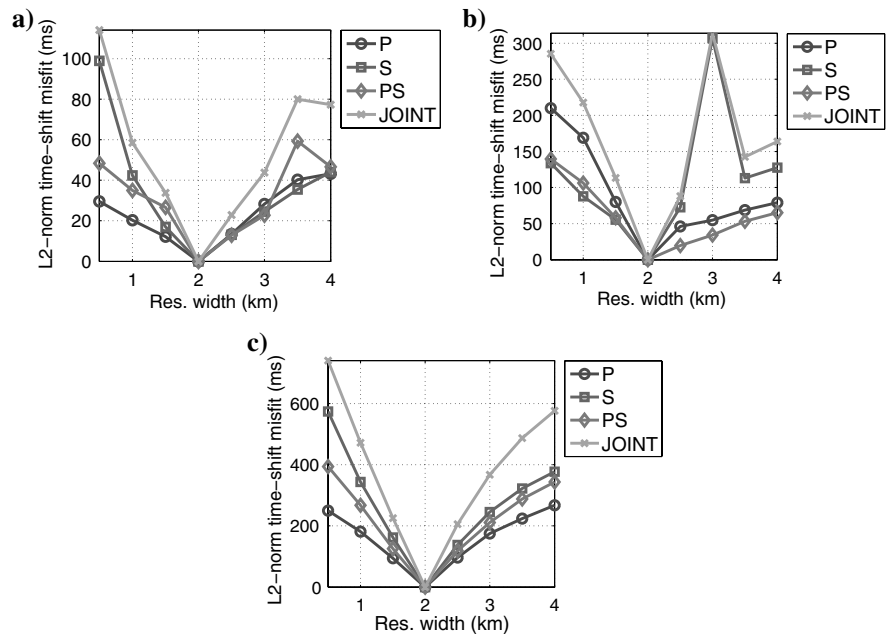 a)
L2-norm time-shift misfit (ms)
0
20
40
60
80
100
1
2
3
4
Res. width (km)
P
S
PS
JOINT
b)
L2-norm time-shift misfit (ms)
0
50
100
150
200
250
300
1
2
3
4
Res. width (km)
P
S
PS
JOINT
c)
L2-norm time-shift misfit (ms)
0
200
400
600
1
2
3
4
Res. width (km)
P
S
PS
JOINT